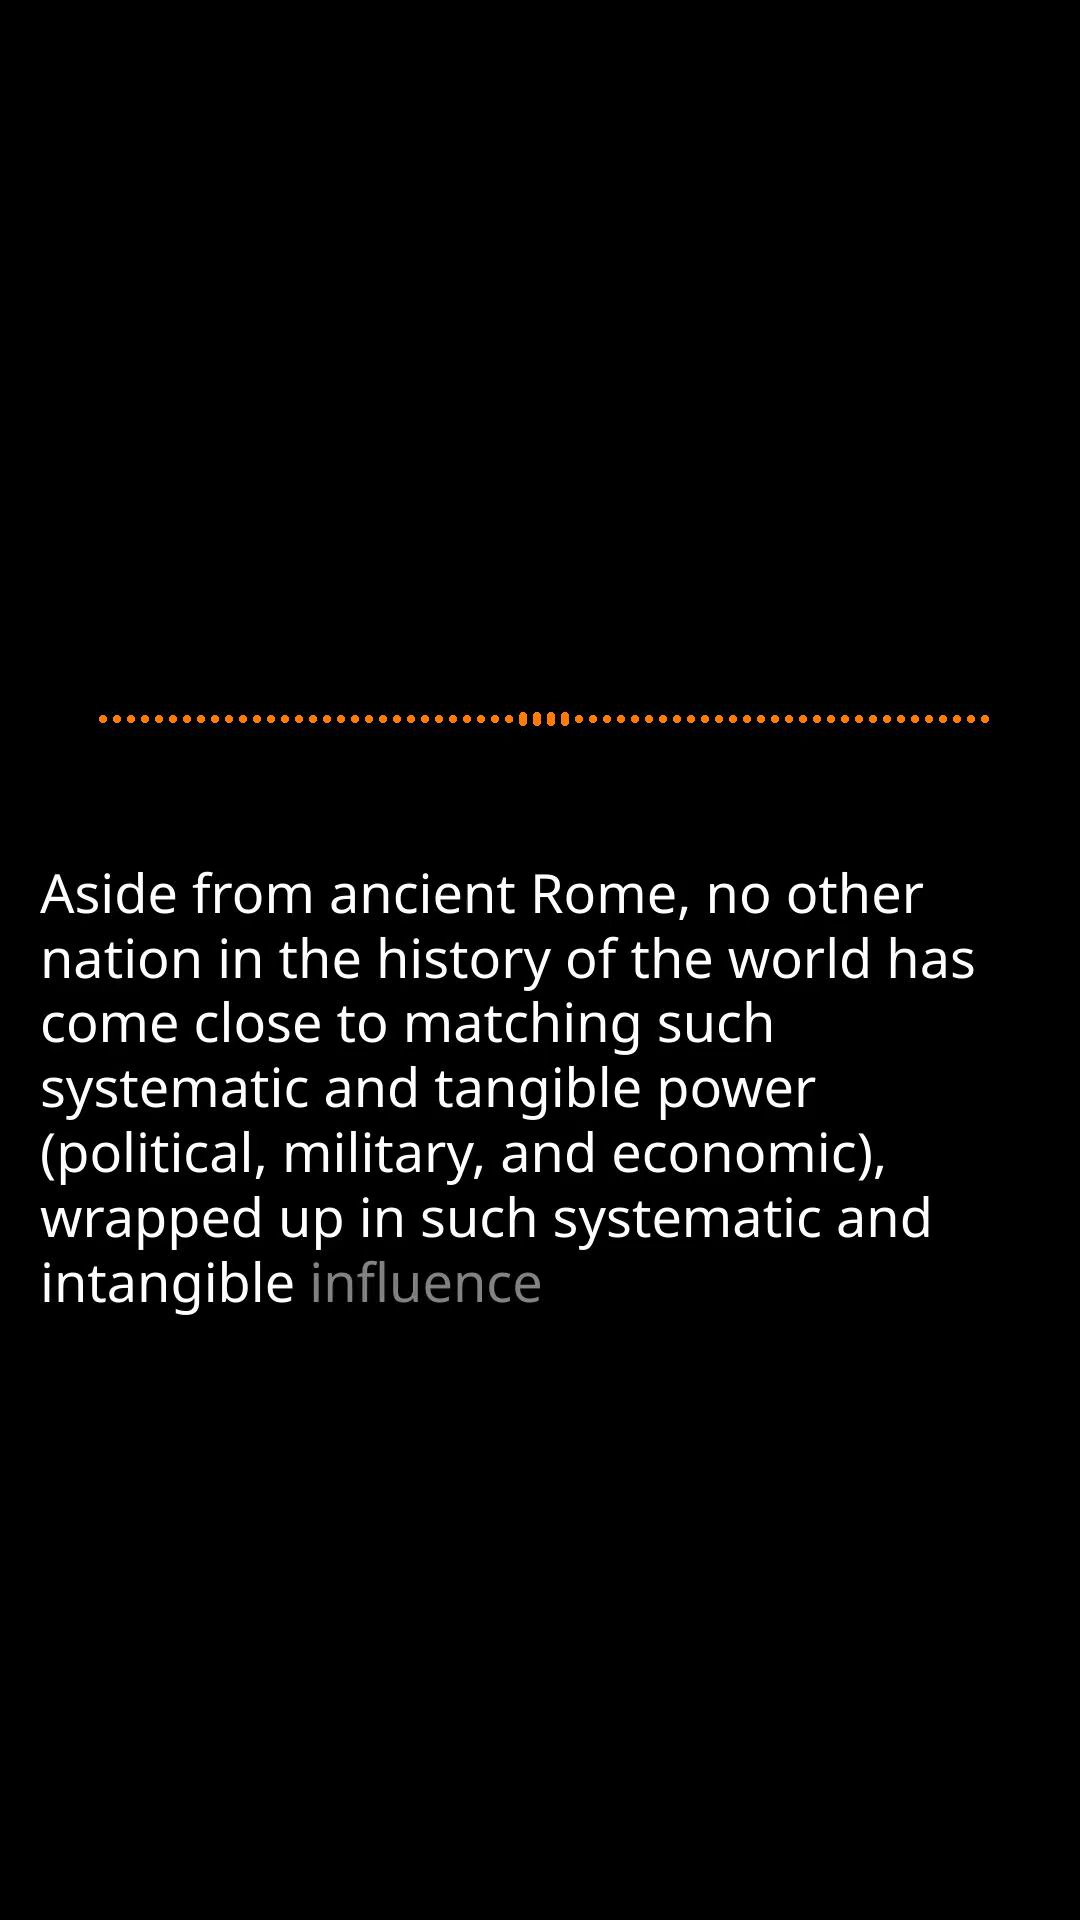 Aside from ancient Rome, no other
nation in the history of the world has
come close to matching such
systematic and tangible power
(political, military, and economic),
wrapped up in such systematic and
intangible influence